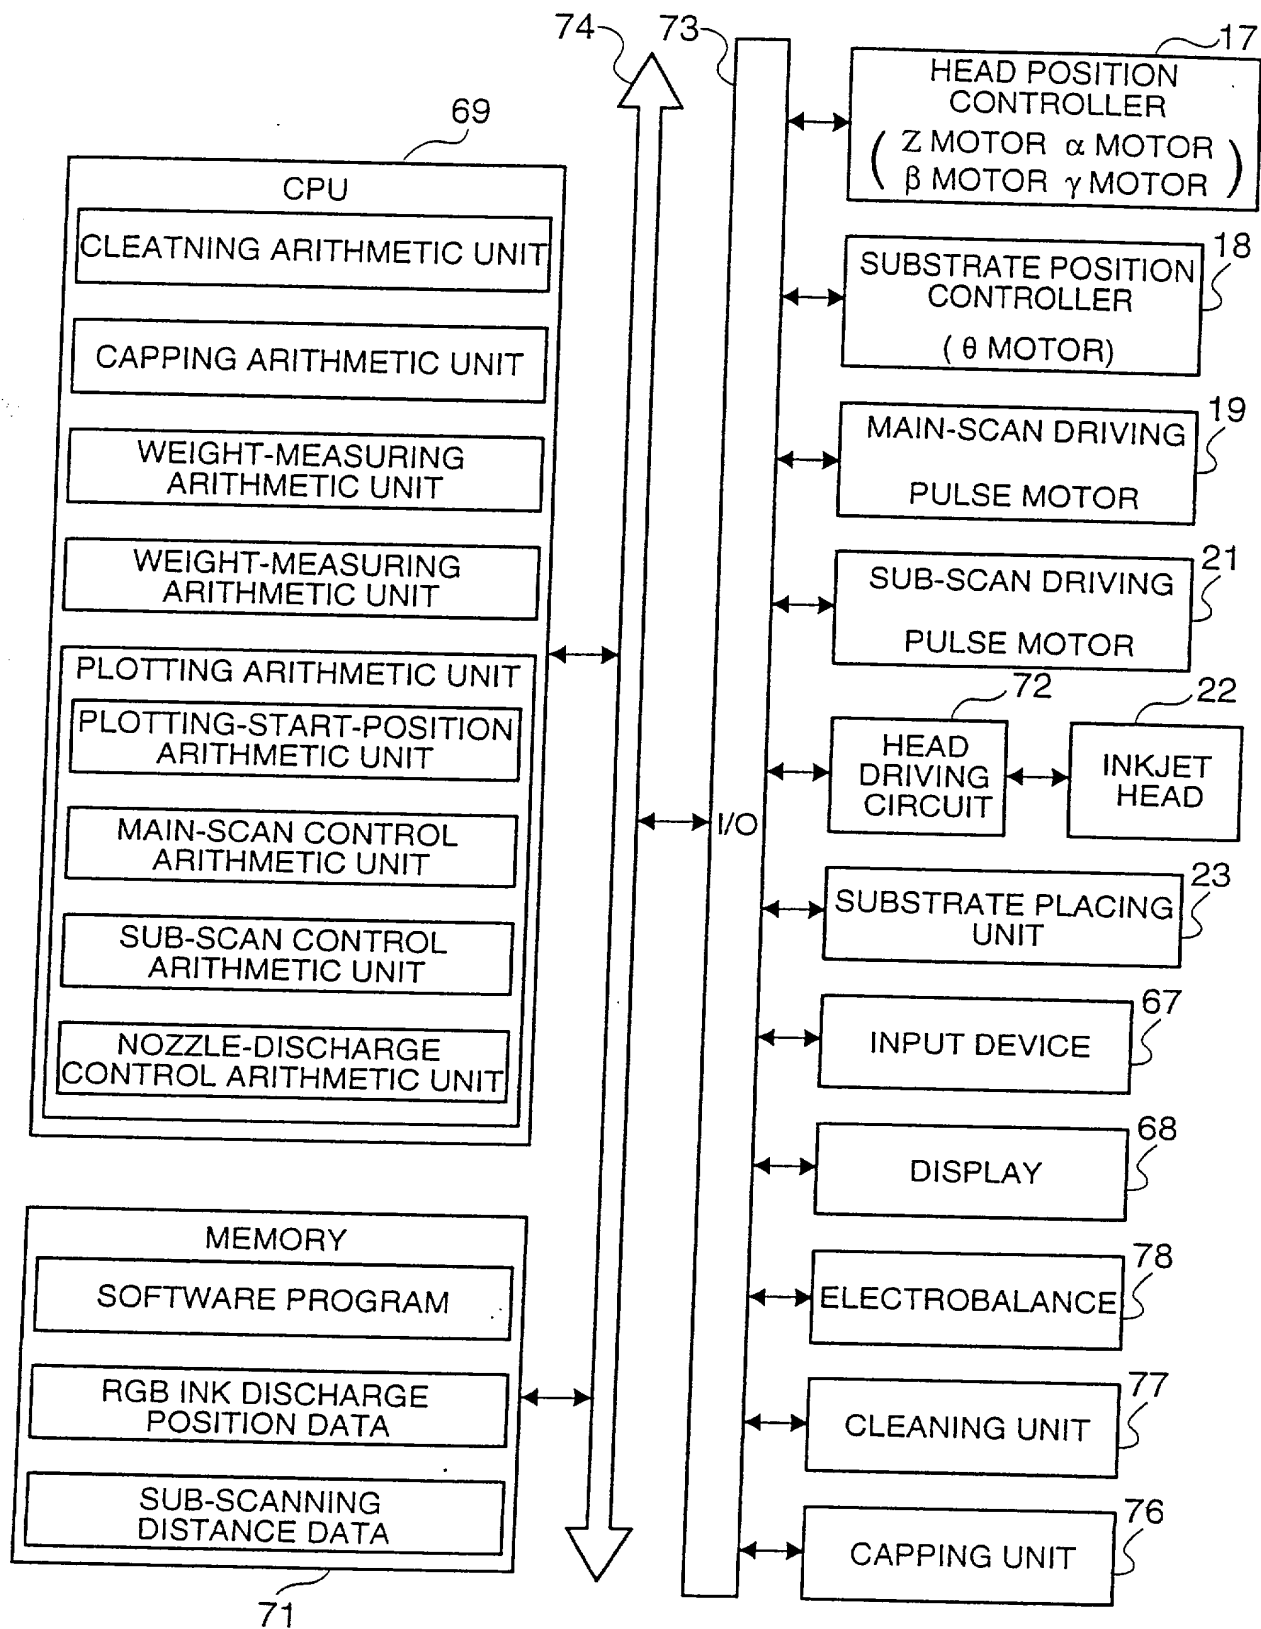 74
73
17
69
CPU
CLEATNING ARITHMETIC UNIT
CAPPING ARITHMETIC UNIT
WEIGHT-MEASURING
ARITHMETIC UNIT
WEIGHT-MEASURING
ARITHMETIC UNIT
PLOTTING ARITHMETIC UNIT
PLOTTING-START-POSITION
ARITHMETIC UNIT
MAIN-SCAN CONTROL
ARITHMETIC UNIT
SUB-SCAN CONTROL
ARITHMETIC UNIT
NOZZLE-DISCHARGE
CONTROL ARITHMETIC UNIT
MEMORY
SOFTWARE PROGRAM
RGB INK DISCHARGE
POSITION DATA
SUB-SCANNING
DISTANCE DATA
71
I/O
HEAD POSITION
CONTROLLER
( Z MOTOR α MOTOR
β MOTOR γ MOTOR )
18
SUBSTRATE POSITION
CONTROLLER
( θ MOTOR)
19
MAIN-SCAN DRIVING
PULSE MOTOR
21
SUB-SCAN DRIVING
PULSE MOTOR
72
HEAD
DRIVING
CIRCUIT
22
INKJET
HEAD
23
SUBSTRATE PLACING
UNIT
67
INPUT DEVICE
68
DISPLAY
78
ELECTROBALANCE
77
CLEANING UNIT
76
CAPPING UNIT